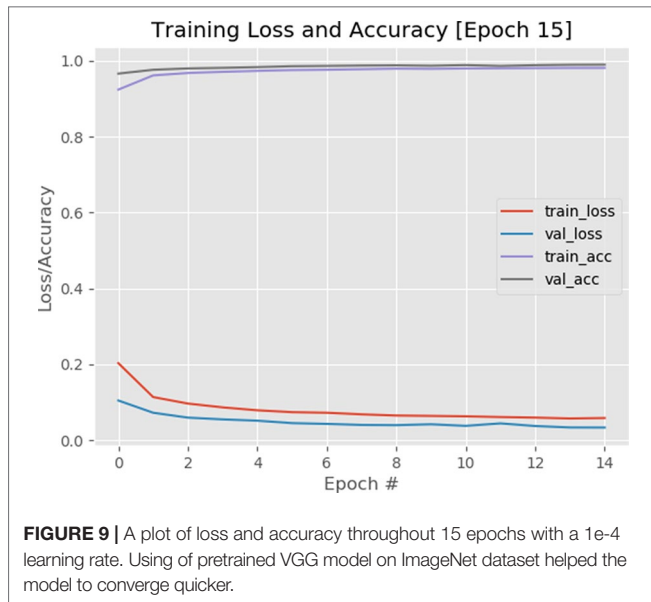 Training Loss and Accuracy [Epoch 15]
1.0
0.8
0.6
0.4
0.2
0.0
Loss/Accuracy
train_loss
val_loss
train_acc
val_acc
0 2 4 6 8 10 12 14
Epoch #
FIGURE 9 | A plot of loss and accuracy throughout 15 epochs with a 1e-4
learning rate. Using of pretrained VGG model on ImageNet dataset helped the
model to converge quicker.